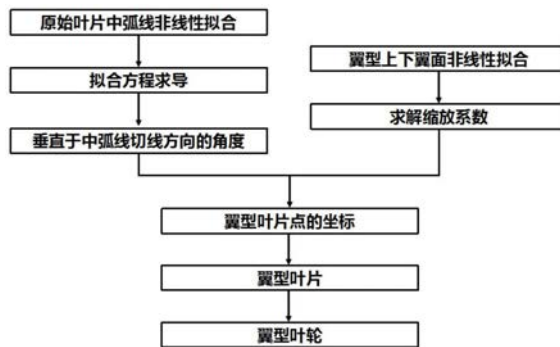 原始叶片中弧线非线性拟合
翼型上下翼面非线性拟合
拟合方程求导
求解缩放系数
垂直于中弧线切线方向的角度
翼型叶片点的坐标
翼型叶片
翼型叶轮